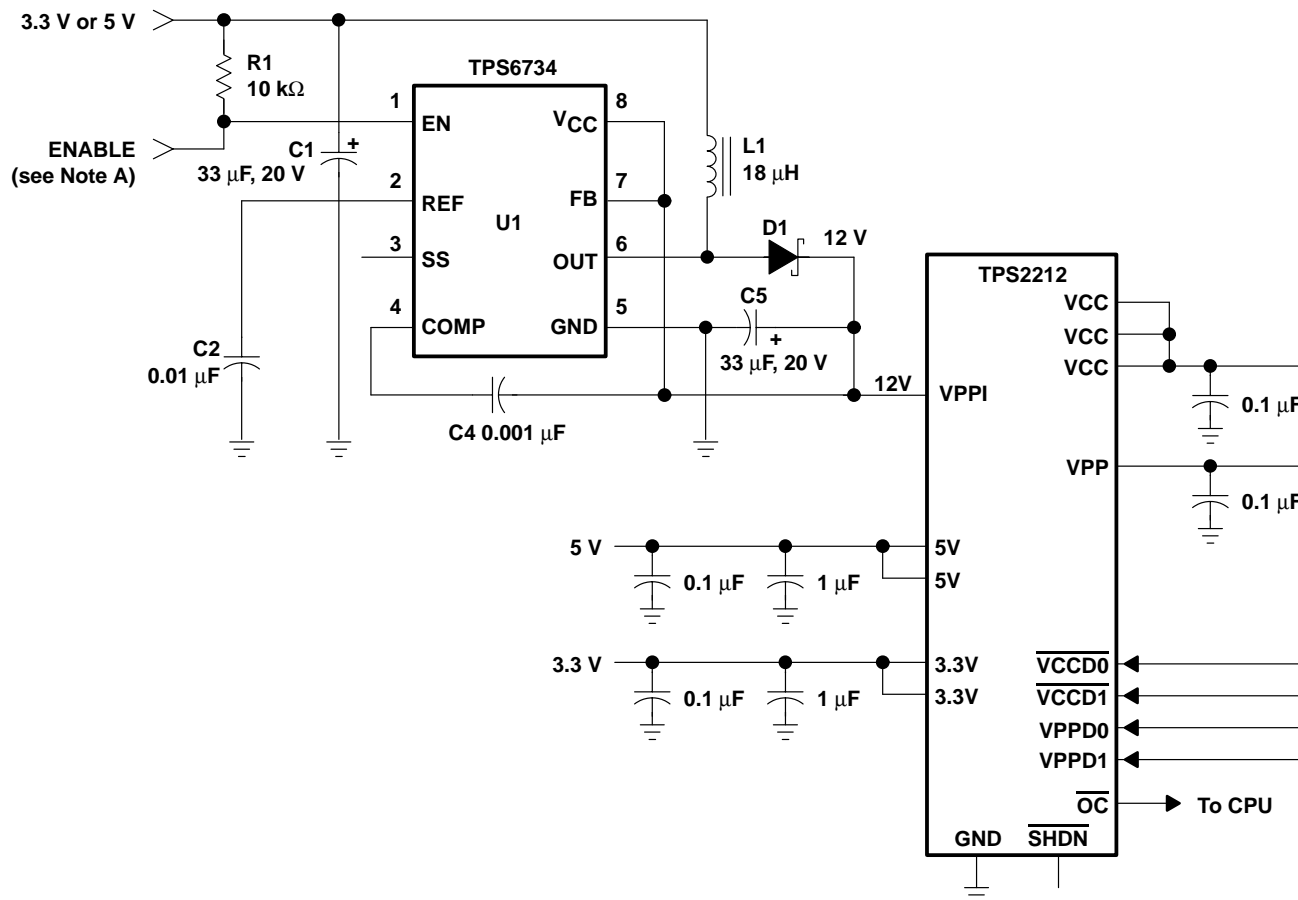 3.3 V or 5 V
R1
10 kΩ
TPS6734
1
EN
8
VCC
ENABLE
(see Note A)
C1
+
33 μF, 20 V
L1
18 μH
2
REF
7
FB
U1
3
SS
6
OUT
D1
12 V
4
COMP
5
GND
C5
+
33 μF, 20 V
C2
0.01 μF
C4 0.001 μF
12V
TPS2212
VCC
VCC
VCC
VPPI
0.1 μF
VPP
0.1 μF
5 V
5V
5V
0.1 μF
1 μF
3.3 V
3.3V
3.3V
0.1 μF
1 μF
VCCD0
VCCD1
VPPD0
VPPD1
OC
To CPU
GND
SHDN